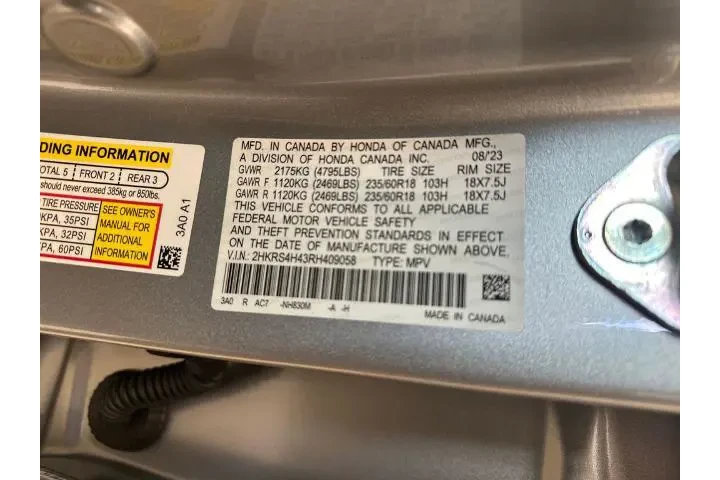 DING INFORMATION
OTAL 5 FRONT 2 REAR 3
should never exceed 385kg or 850lbs.
TIRE PRESSURE
KPA, 35PSI
KPA, 32PSI
KPA, 60PSI
SEE OWNER'S
MANUAL FOR
ADDITIONAL
INFORMATION
3A0 A1
MFD. IN CANADA BY HONDA OF CANADA MFG.,
A DIVISION OF HONDA CANADA INC. 08/'23
GVWR 2175KG (4795LBS) TIRE SIZE RIM SIZE
GAWR F 1120KG (2469LBS) 235/60R18 103H 18X7.5J
GAWR R 1120KG (2469LBS) 235/60R18 103H 18X7.5J
THIS VEHICLE CONFORMS TO ALL APPLICABLE
FEDERAL MOTOR VEHICLE SAFETY
AND THEFT PREVENTION STANDARDS IN EFFECT
ON THE DATE OF MANUFACTURE SHOWN ABOVE.
V.I.N.: 2HKRS4H43RH409058 TYPE: MPV
3A0 R AC7 -NH830M -A -H
MADE IN CANADA